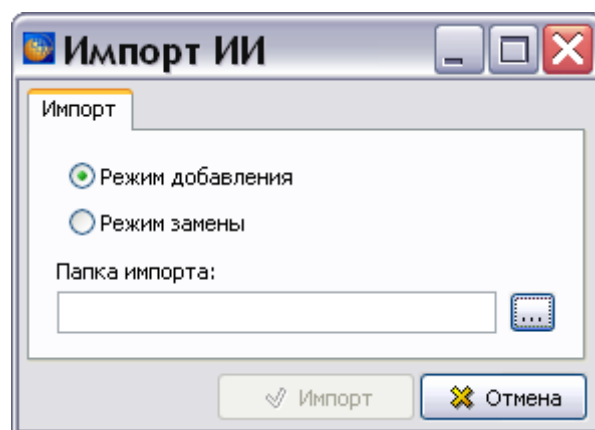 Импорт ИИ
Импорт
Режим добавления
Режим замены
Папка импорта:
...
Импорт
Отмена